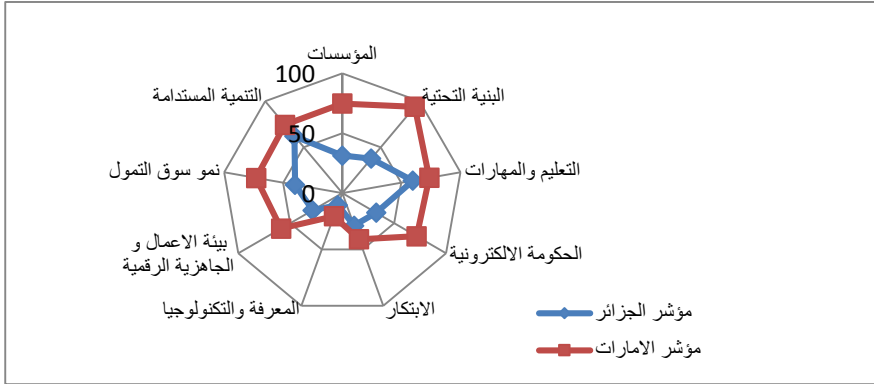 المؤسسات
100
البنية التحتية
التنمية المستدامة
50
نمو سوق التمول
التعليم والمهارات
0
بيئة الاعمال و
الجاهزية الرقمية
الحكومة الالكترونية
المعرفة والتكنولوجيا
الابتكار
مؤشر الجزائر
مؤشر الامارات